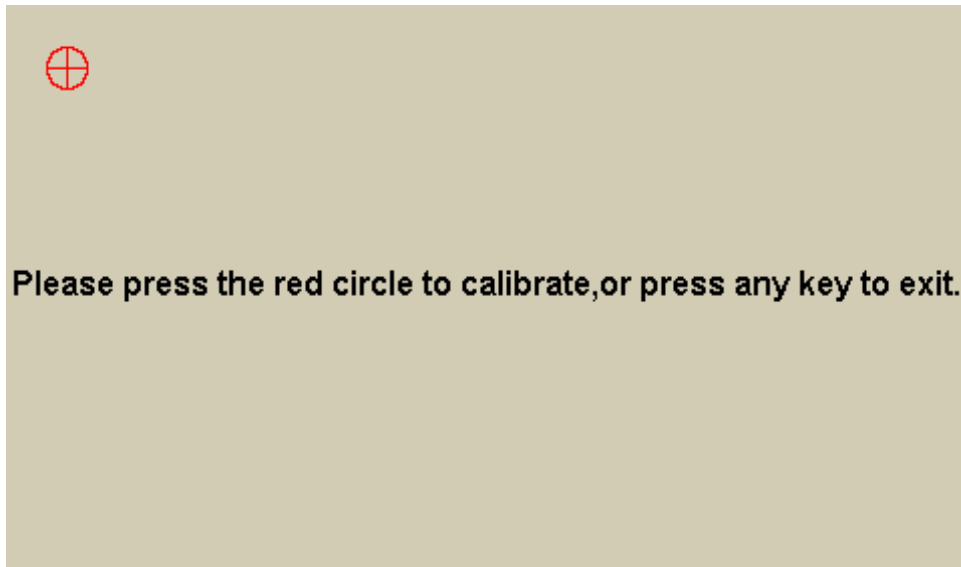 Please press the red circle to calibrate,or press any key to exit.